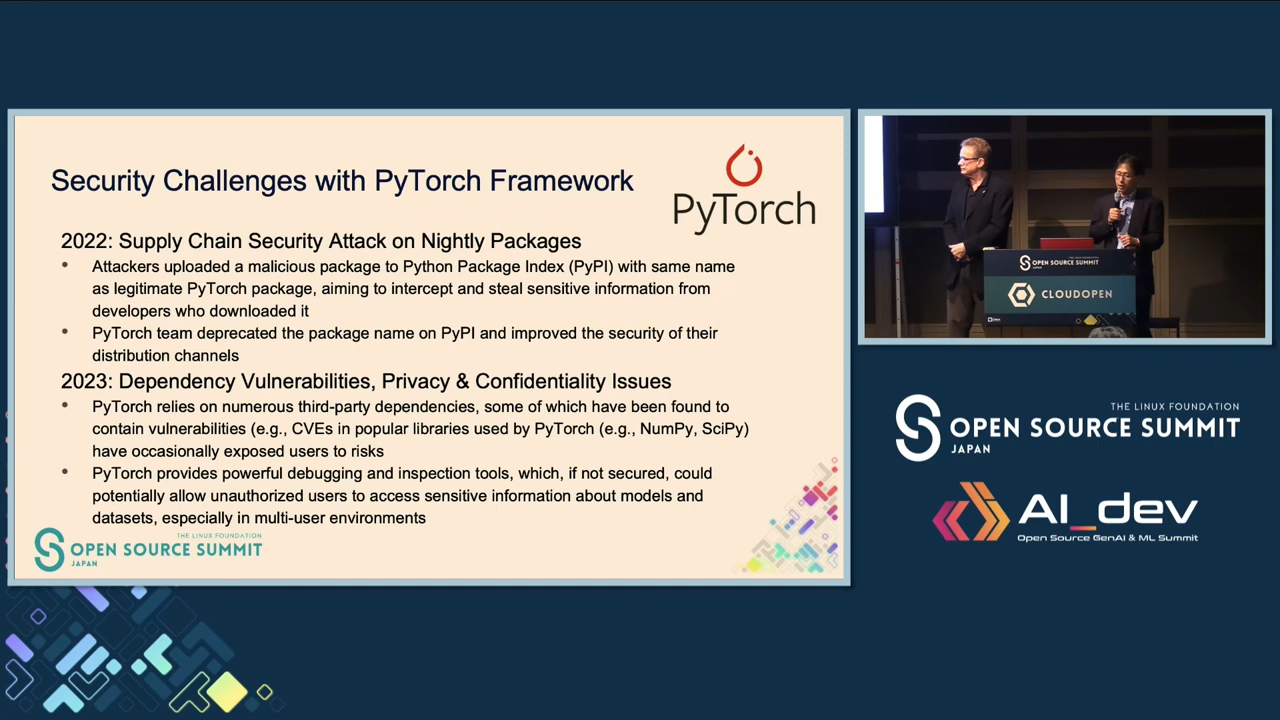 Security Challenges with PyTorch Framework
PyTorch
2022: Supply Chain Security Attack on Nightly Packages
• Attackers uploaded a malicious package to Python Package Index (PyPI) with same name
as legitimate PyTorch package, aiming to intercept and steal sensitive information from
developers who downloaded it
• PyTorch team deprecated the package name on PyPI and improved the security of their
distribution channels
2023: Dependency Vulnerabilities, Privacy & Confidentiality Issues
• PyTorch relies on numerous third-party dependencies, some of which have been found to
contain vulnerabilities (e.g., CVEs in popular libraries used by PyTorch (e.g., NumPy, SciPy)
have occasionally exposed users to risks
• PyTorch provides powerful debugging and inspection tools, which, if not secured, could
potentially allow unauthorized users to access sensitive information about models and
datasets, especially in multi-user environments
THE LINUX FOUNDATION
OPEN SOURCE SUMMIT
JAPAN
OPEN SOURCE SUMMIT
JAPAN
CLOUDOPEN
THE LINUX FOUNDATION
OPEN SOURCE SUMMIT
JAPAN
AI_dev
Open Source GenAI & ML Summit